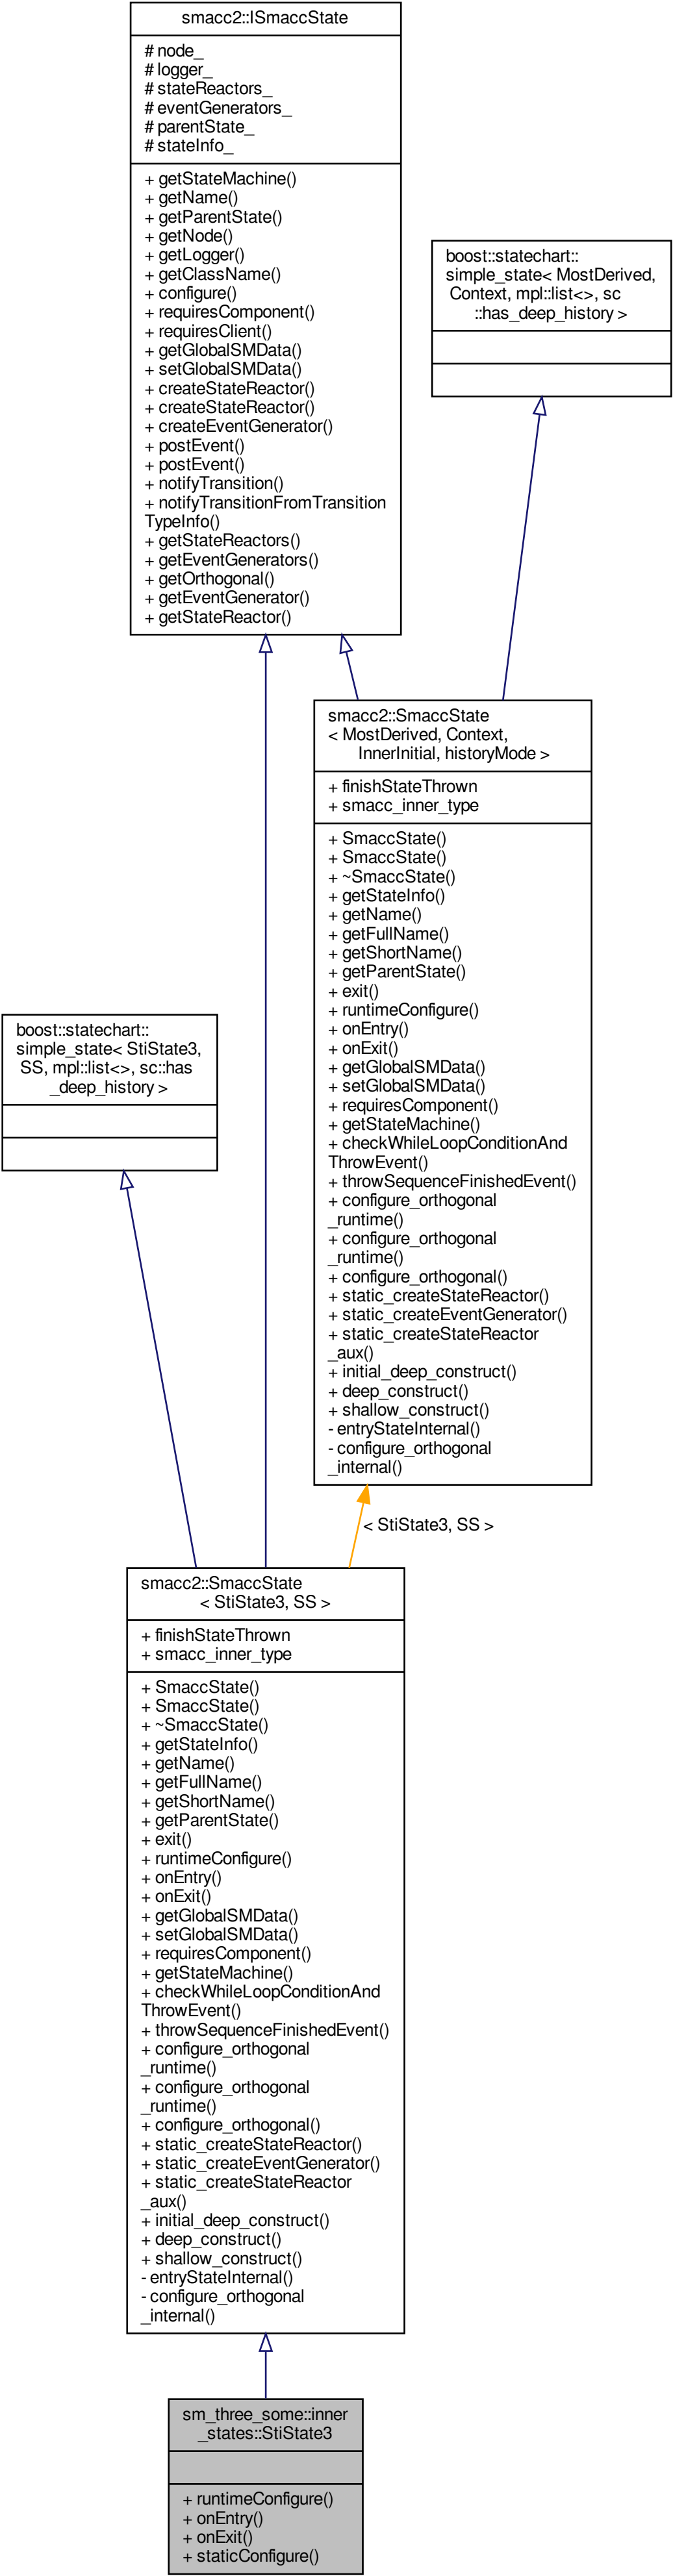 smacc2::ISmaccState
# node_
# logger_
# stateReactors_
# eventGenerators_
# parentState_
# stateInfo_
+ getStateMachine()
+ getName()
+ getParentState()
+ getNode()
+ getLogger()
+ getClassName()
+ configure()
+ requiresComponent()
+ requiresClient()
+ getGlobalSMData()
+ setGlobalSMData()
+ createStateReactor()
+ createStateReactor()
+ createEventGenerator()
+ postEvent()
+ postEvent()
+ notifyTransition()
+ notifyTransitionFromTransition
TypeInfo()
+ getStateReactors()
+ getEventGenerators()
+ getOrthogonal()
+ getEventGenerator()
+ getStateReactor()
boost::statechart::
simple_state< MostDerived,
Context, mpl::list<>, sc
::has_deep_history >
smacc2::SmaccState
< MostDerived, Context,
InnerInitial, historyMode >
+ finishStateThrown
+ smacc_inner_type
+ SmaccState()
+ SmaccState()
+ ~SmaccState()
+ getStateInfo()
+ getName()
+ getFullName()
+ getShortName()
+ getParentState()
+ exit()
+ runtimeConfigure()
+ onEntry()
+ onExit()
+ getGlobalSMData()
+ setGlobalSMData()
+ requiresComponent()
+ getStateMachine()
+ checkWhileLoopConditionAnd
ThrowEvent()
+ throwSequenceFinishedEvent()
+ configure_orthogonal
_runtime()
+ configure_orthogonal
_runtime()
+ configure_orthogonal()
+ static_createStateReactor()
+ static_createEventGenerator()
+ static_createStateReactor
_aux()
+ initial_deep_construct()
+ deep_construct()
+ shallow_construct()
- entryStateInternal()
- configure_orthogonal
_internal()
boost::statechart::
simple_state< StiState3,
SS, mpl::list<>, sc::has
_deep_history >
< StiState3, SS >
smacc2::SmaccState
< StiState3, SS >
+ finishStateThrown
+ smacc_inner_type
+ SmaccState()
+ SmaccState()
+ ~SmaccState()
+ getStateInfo()
+ getName()
+ getFullName()
+ getShortName()
+ getParentState()
+ exit()
+ runtimeConfigure()
+ onEntry()
+ onExit()
+ getGlobalSMData()
+ setGlobalSMData()
+ requiresComponent()
+ getStateMachine()
+ checkWhileLoopConditionAnd
ThrowEvent()
+ throwSequenceFinishedEvent()
+ configure_orthogonal
_runtime()
+ configure_orthogonal
_runtime()
+ configure_orthogonal()
+ static_createStateReactor()
+ static_createEventGenerator()
+ static_createStateReactor
_aux()
+ initial_deep_construct()
+ deep_construct()
+ shallow_construct()
- entryStateInternal()
- configure_orthogonal
_internal()
sm_three_some::inner
_states::StiState3
+ runtimeConfigure()
+ onEntry()
+ onExit()
+ staticConfigure()